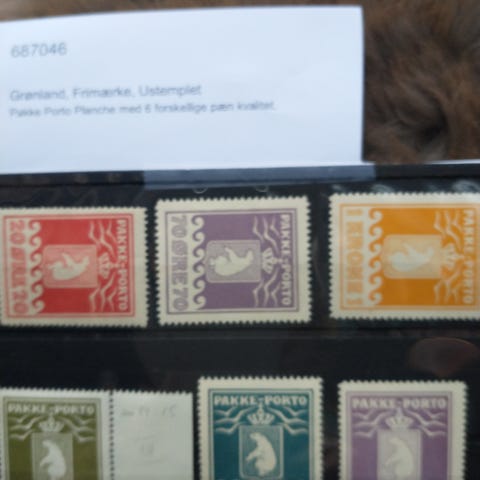 687046
Grønland, Frimærke, Ustemplet
Pakke Porto Planche med 6 forskellige pæn kvalitet.
20 ØRE 20
PAKKE-PORTO
70 ØRE 70
PAKKE-PORTO
1 KRONE 1
PAKKE-PORTO
PAKKE-PORTO
PAKKE-PORTO
PAKKE-PORTO